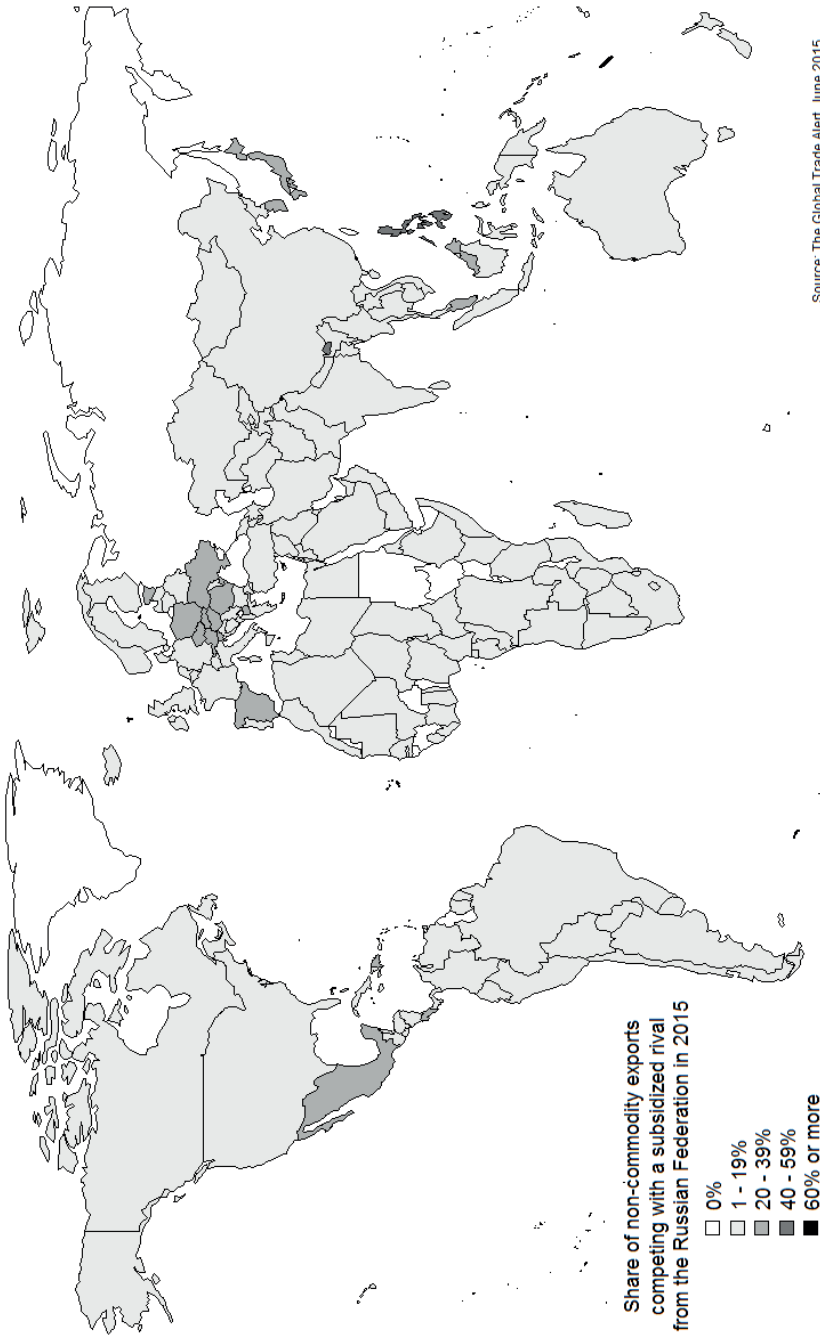 Share of non-commodity exports
competing with a subsidized rival
from the Russian Federation in 2015
0%
1 - 19%
20 - 39%
40 - 59%
60% or more
Source: The Global Trade Alert, June 2015